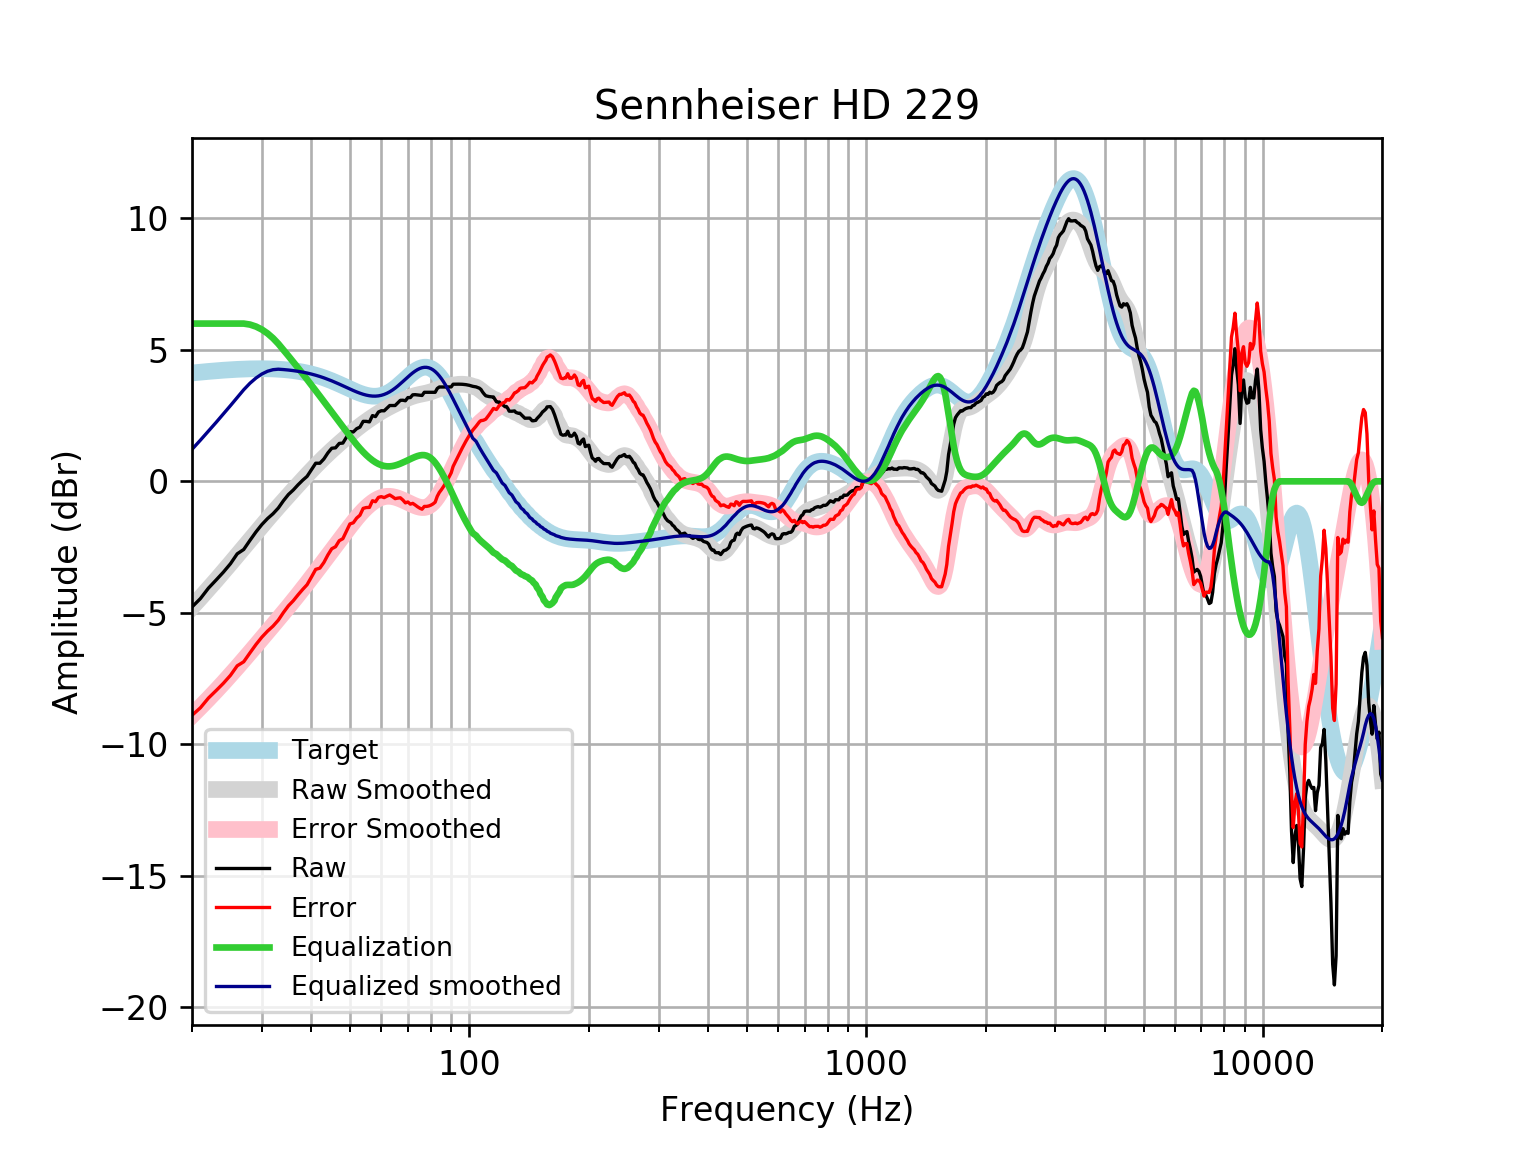 Sennheiser HD 229
10
5
0
−5
−10
−15
−20
Amplitude (dBr)
Target
Raw Smoothed
Error Smoothed
Raw
Error
Equalization
Equalized smoothed
100
1000
10000
Frequency (Hz)